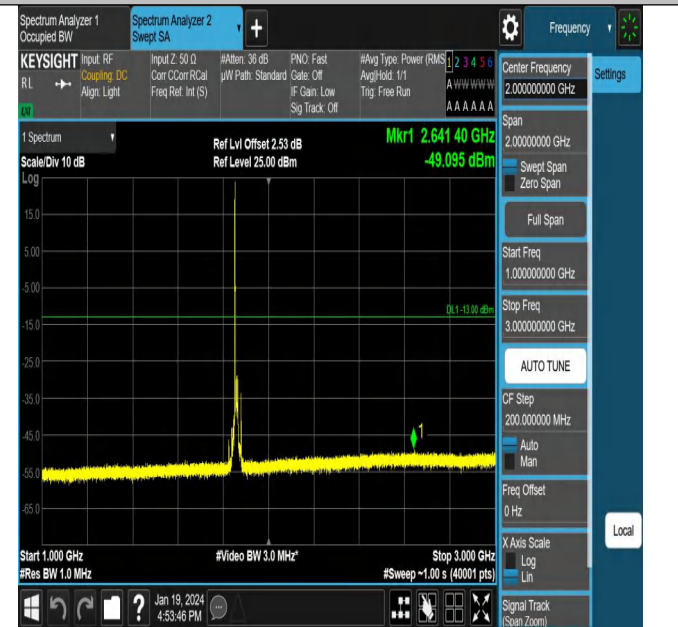 Spectrum Analyzer 1
Occupied BW
Spectrum Analyzer 2
Swept SA
+
Frequency
KEYSIGHT
RL
Input: RF
Coupling: DC
Align: Light
Input Z: 50 Ω
Corr CCorr RCal
Freq Ref: Int (S)
#Atten: 36 dB
µW Path: Standard
PNO: Fast
Gate: Off
IF Gain: Low
Sig Track: Off
#Avg Type: Power (RMS
Avg|Hold: 1/1
Trig: Free Run
1 2 3 4 5 6
A W W W W W
A A A A A A
1 Spectrum
Scale/Div 10 dB
Log
Ref Lvl Offset 2.53 dB
Ref Level 25.00 dBm
Mkr1 2.641 40 GHz
-49.095 dBm
15.0
5.00
-5.00
-15.0
-25.0
-35.0
-45.0
-55.0
-65.0
DL1 -13.00 dBm
1
Start 1.000 GHz
#Res BW 1.0 MHz
#Video BW 3.0 MHz*
Stop 3.000 GHz
#Sweep ~1.00 s (40001 pts)
Jan 19, 2024
4:53:46 PM
?
Center Frequency
2.00000000 GHz
Settings
Span
2.00000000 GHz
Swept Span
Zero Span
Full Span
Start Freq
1.000000000 GHz
Stop Freq
3.000000000 GHz
AUTO TUNE
CF Step
200.000000 MHz
Auto
Man
Freq Offset
0 Hz
X Axis Scale
Log
Lin
Local
Signal Track
(Span Zoom)